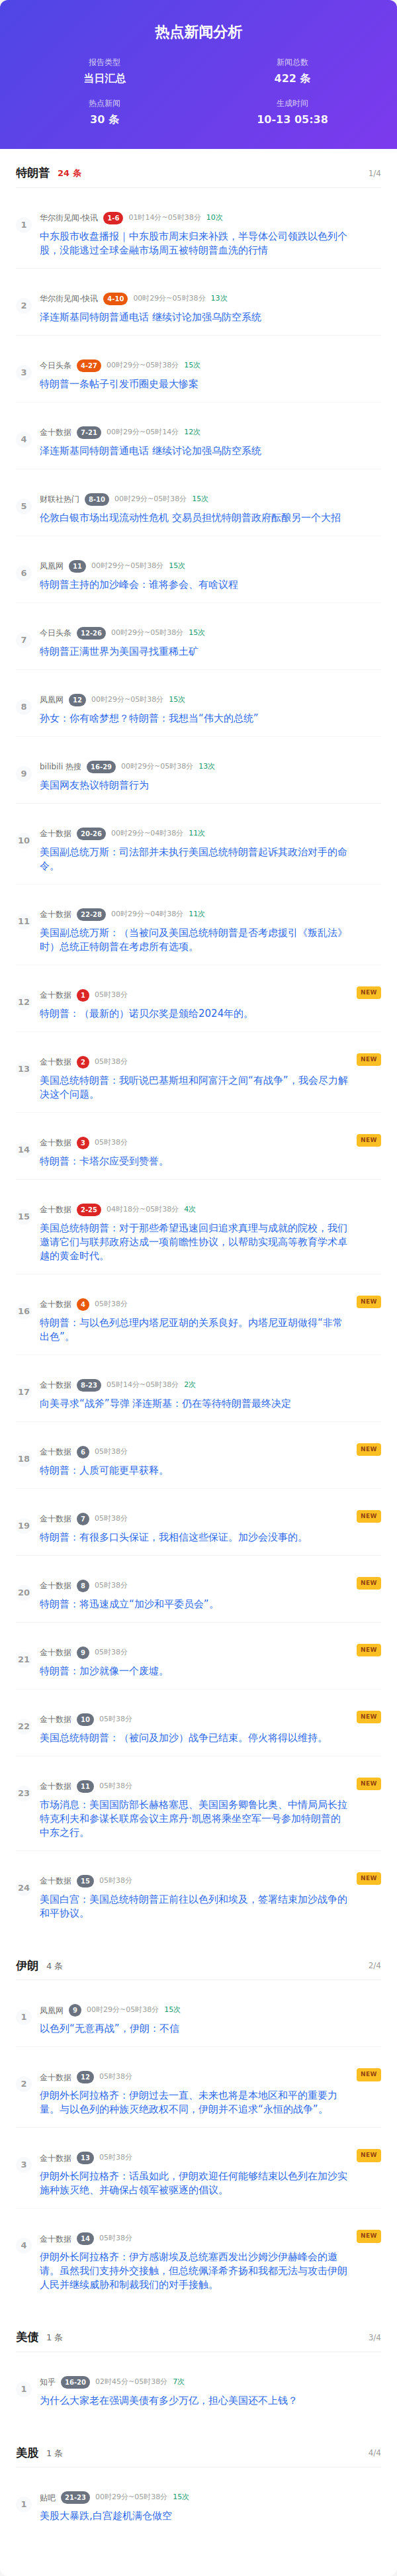 热点新闻分析
报告类型
新闻总数
当日汇总
422 条
热点新闻
生成时间
30 条
10-13 05:38
特朗普 24 条 1/4
1
华尔街见闻-快讯 1-6 01时14分~05时38分 10次
中东股市收盘播报｜中东股市周末归来补跌，半导体公司领跌以色列个
股，没能逃过全球金融市场周五被特朗普血洗的行情
2
华尔街见闻-快讯 4-10 00时29分~05时38分 13次
泽连斯基同特朗普通电话 继续讨论加强乌防空系统
3
今日头条 4-27 00时29分~05时38分 15次
特朗普一条帖子引发币圈史最大惨案
4
金十数据 7-21 00时29分~05时14分 12次
泽连斯基同特朗普通电话 继续讨论加强乌防空系统
5
财联社热门 8-10 00时29分~05时38分 15次
伦敦白银市场出现流动性危机 交易员担忧特朗普政府酝酿另一个大招
6
凤凰网 11 00时29分~05时38分 15次
特朗普主持的加沙峰会：谁将参会、有啥议程
7
今日头条 12-26 00时29分~05时38分 15次
特朗普正满世界为美国寻找重稀土矿
8
凤凰网 12 00时29分~05时38分 15次
孙女：你有啥梦想？特朗普：我想当“伟大的总统”
9
bilibili 热搜 16-29 00时29分~05时38分 13次
美国网友热议特朗普行为
10
金十数据 20-26 00时29分~04时38分 11次
美国副总统万斯：司法部并未执行美国总统特朗普起诉其政治对手的命
令。
11
金十数据 22-28 00时29分~04时38分 11次
美国副总统万斯：（当被问及美国总统特朗普是否考虑援引《叛乱法》
时）总统正特朗普在考虑所有选项。
12
金十数据 1 05时38分 NEW
特朗普：（最新的）诺贝尔奖是颁给2024年的。
13
金十数据 2 05时38分 NEW
美国总统特朗普：我听说巴基斯坦和阿富汗之间“有战争”，我会尽力解
决这个问题。
14
金十数据 3 05时38分 NEW
特朗普：卡塔尔应受到赞誉。
15
金十数据 2-25 04时18分~05时38分 4次
美国总统特朗普：对于那些希望迅速回归追求真理与成就的院校，我们
邀请它们与联邦政府达成一项前瞻性协议，以帮助实现高等教育学术卓
越的黄金时代。
16
金十数据 4 05时38分 NEW
特朗普：与以色列总理内塔尼亚胡的关系良好。内塔尼亚胡做得“非常
出色”。
17
金十数据 8-23 05时14分~05时38分 2次
向美寻求“战斧”导弹 泽连斯基：仍在等待特朗普最终决定
18
金十数据 6 05时38分 NEW
特朗普：人质可能更早获释。
19
金十数据 7 05时38分 NEW
特朗普：有很多口头保证，我相信这些保证。加沙会没事的。
20
金十数据 8 05时38分 NEW
特朗普：将迅速成立“加沙和平委员会”。
21
金十数据 9 05时38分 NEW
特朗普：加沙就像一个废墟。
22
金十数据 10 05时38分 NEW
美国总统特朗普：（被问及加沙）战争已结束。停火将得以维持。
23
金十数据 11 05时38分 NEW
市场消息：美国国防部长赫格塞思、美国国务卿鲁比奥、中情局局长拉
特克利夫和参谋长联席会议主席丹·凯恩将乘坐空军一号参加特朗普的
中东之行。
24
金十数据 15 05时38分 NEW
美国白宫：美国总统特朗普正前往以色列和埃及，签署结束加沙战争的
和平协议。
伊朗 4 条 2/4
1
凤凰网 9 00时29分~05时38分 15次
以色列“无意再战”，伊朗：不信
2
金十数据 12 05时38分 NEW
伊朗外长阿拉格齐：伊朗过去一直、未来也将是本地区和平的重要力
量。与以色列的种族灭绝政权不同，伊朗并不追求“永恒的战争”。
3
金十数据 13 05时38分 NEW
伊朗外长阿拉格齐：话虽如此，伊朗欢迎任何能够结束以色列在加沙实
施种族灭绝、并确保占领军被驱逐的倡议。
4
金十数据 14 05时38分 NEW
伊朗外长阿拉格齐：伊方感谢埃及总统塞西发出沙姆沙伊赫峰会的邀
请。虽然我们支持外交接触，但总统佩泽希齐扬和我都无法与攻击伊朗
人民并继续威胁和制裁我们的对手接触。
美债 1 条 3/4
1
知乎 16-20 02时45分~05时38分 7次
为什么大家老在强调美债有多少万亿，担心美国还不上钱？
美股 1 条 4/4
1
贴吧 21-23 00时29分~05时38分 15次
美股大暴跌,白宫趁机满仓做空